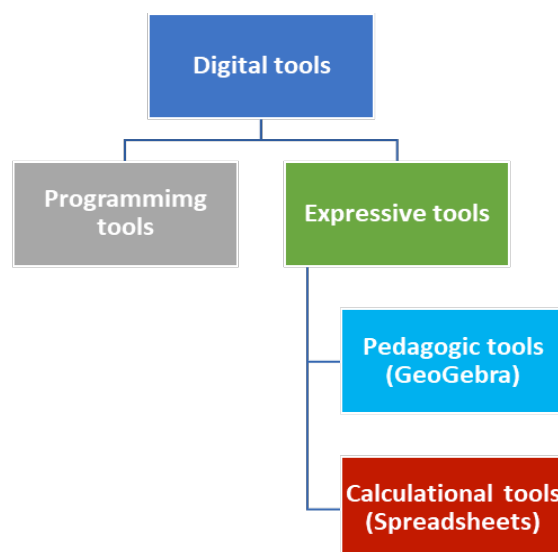 Digital tools
Programmimg
tools
Expressive tools
Pedagogic tools
(GeoGebra)
Calculational tools
(Spreadsheets)